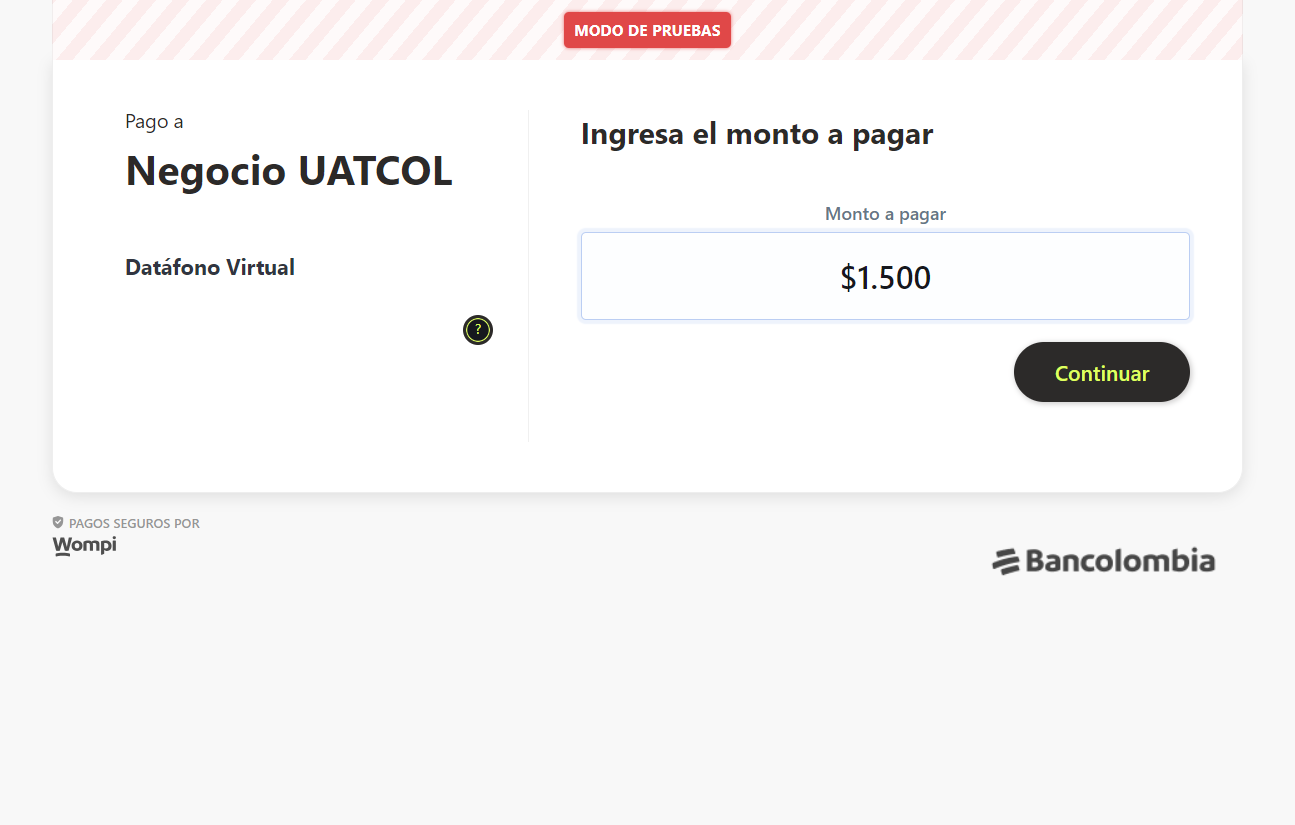 MODO DE PRUEBAS
Pago a
Negocio UATCOL
Datáfono Virtual
?
Ingresa el monto a pagar
Monto a pagar
$1.500
Continuar
PAGOS SEGUROS POR
Wompi
Bancolombia